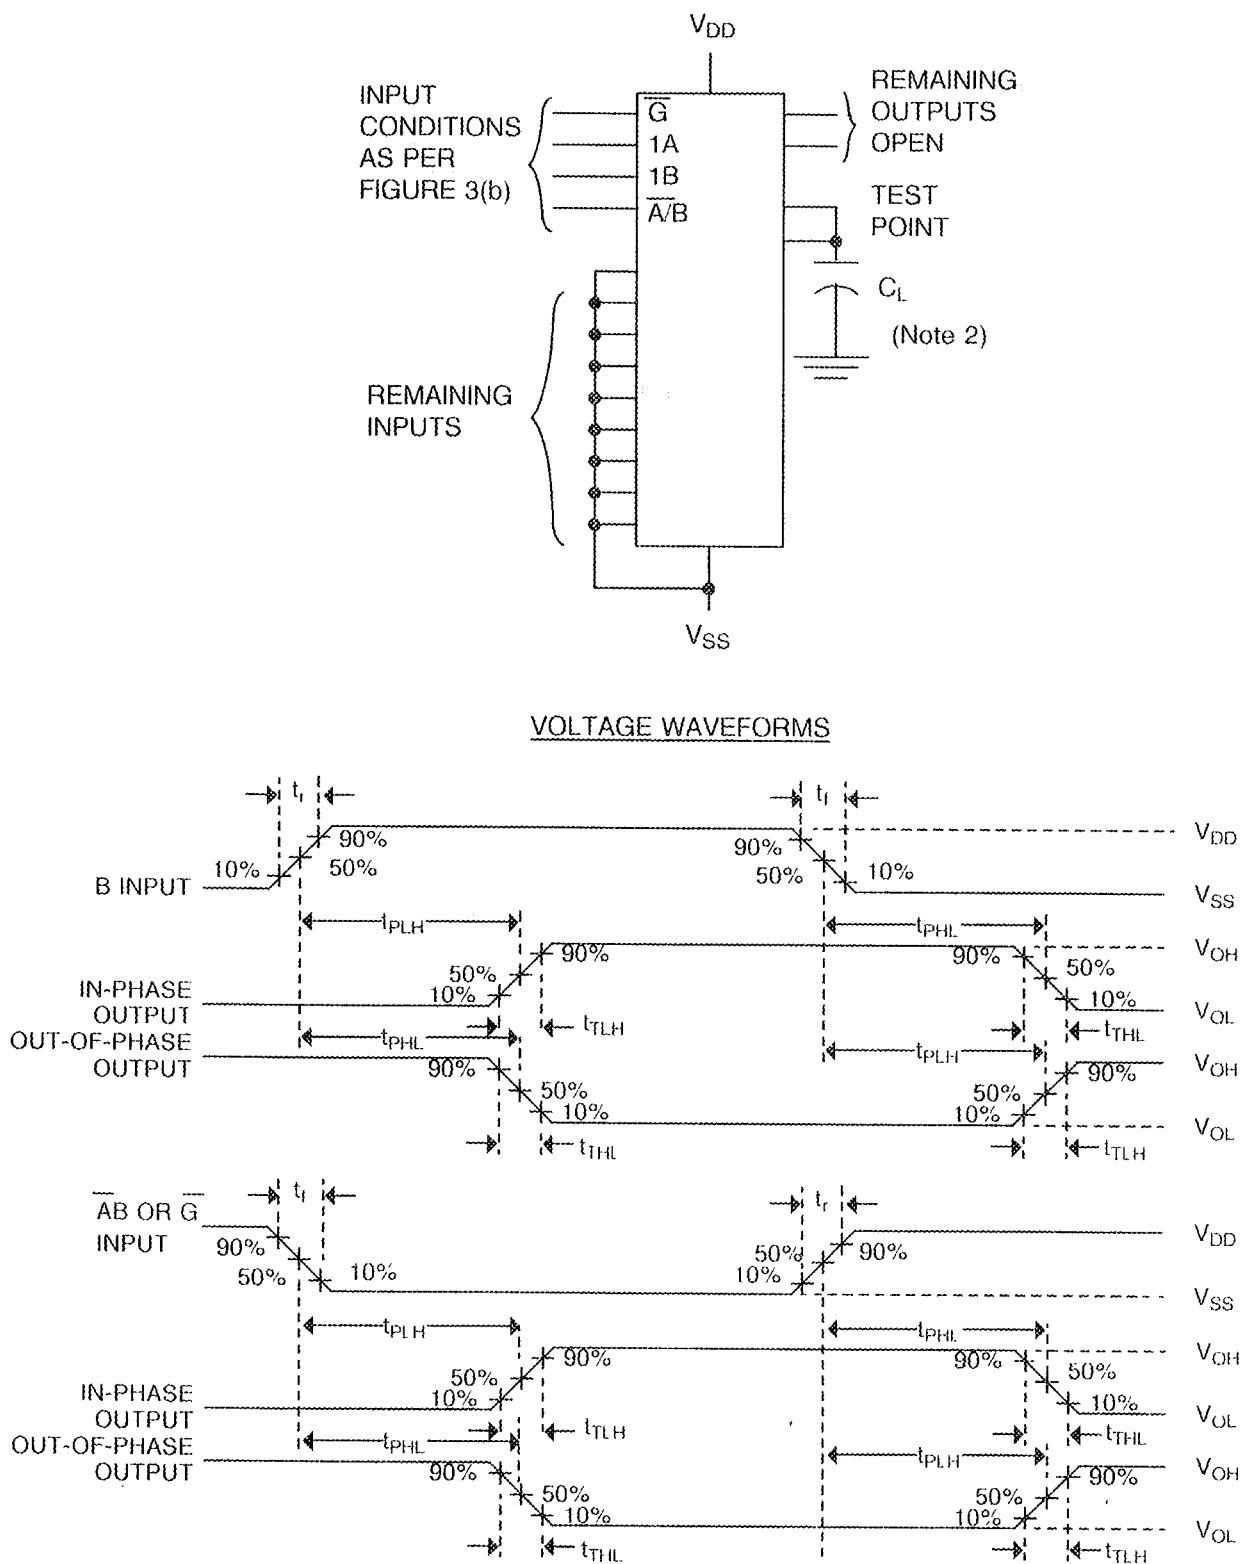 VDD
INPUT
CONDITIONS
AS PER
FIGURE 3(b)
G̅
1A
1B
A̅/B
REMAINING
OUTPUTS
OPEN
TEST
POINT
CL
(Note 2)
REMAINING
INPUTS
VSS
VOLTAGE WAVEFORMS
tr tf
90% 90% VDD
10% 50% 50% 10%
B INPUT VSS
tPLH tPHL
90% 90% VOH
50% 50%
IN-PHASE 10% 10%
OUTPUT VOL
tTLH tTHL
OUT-OF-PHASE tPHL tPLH
OUTPUT 90% 90% VOH
50% 50%
10% 10%
VOL
tTHL tTLH
A̅B OR G̅ tf tr
INPUT VDD
90% 50% 90%
50% 10% 10%
VSS
tPLH tPHL
90% 90% VOH
50% 50%
IN-PHASE 10% 10%
OUTPUT VOL
tTLH tTHL
OUT-OF-PHASE tPHL tPLH
OUTPUT 90% 90% VOH
50% 50%
10% 10%
VOL
tTHL tTLH